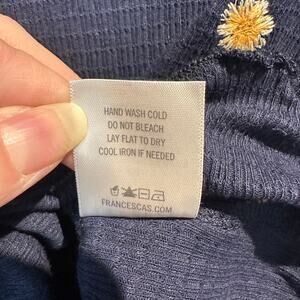 HAND WASH COLD
DO NOT BLEACH
LAY FLAT TO DRY
COOL IRON IF NEEDED
FRANCESCAS.COM